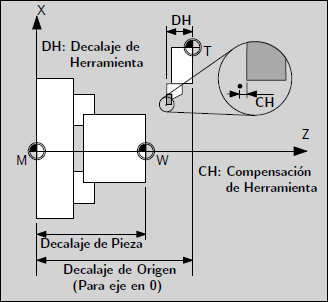 X
DH
DH: Decalaje de
Herramienta
T
CH
Z
M
W
CH: Compensación
de Herramienta
Decalaje de Pieza
Decalaje de Origen
(Para eje en 0)